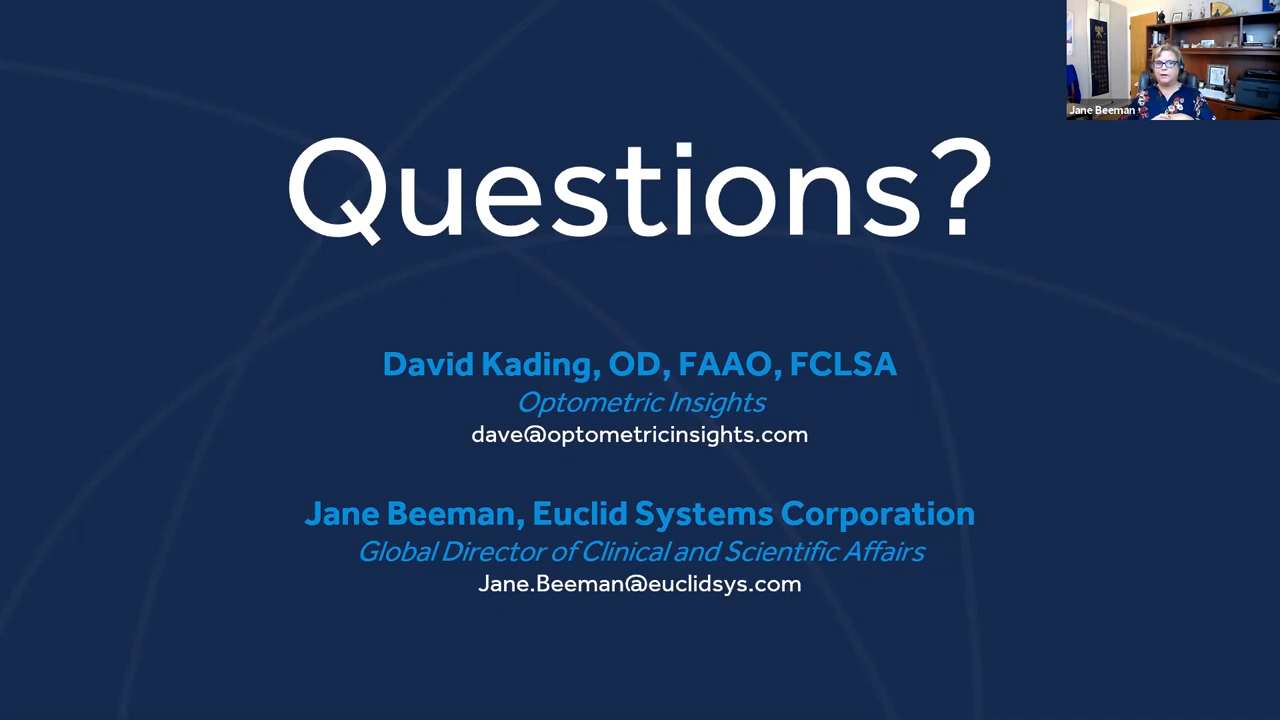 Jane Beeman
Questions?
David Kading, OD, FAAO, FCLSA
Optometric Insights
dave@optometricinsights.com
Jane Beeman, Euclid Systems Corporation
Global Director of Clinical and Scientific Affairs
Jane.Beeman@euclidsys.com